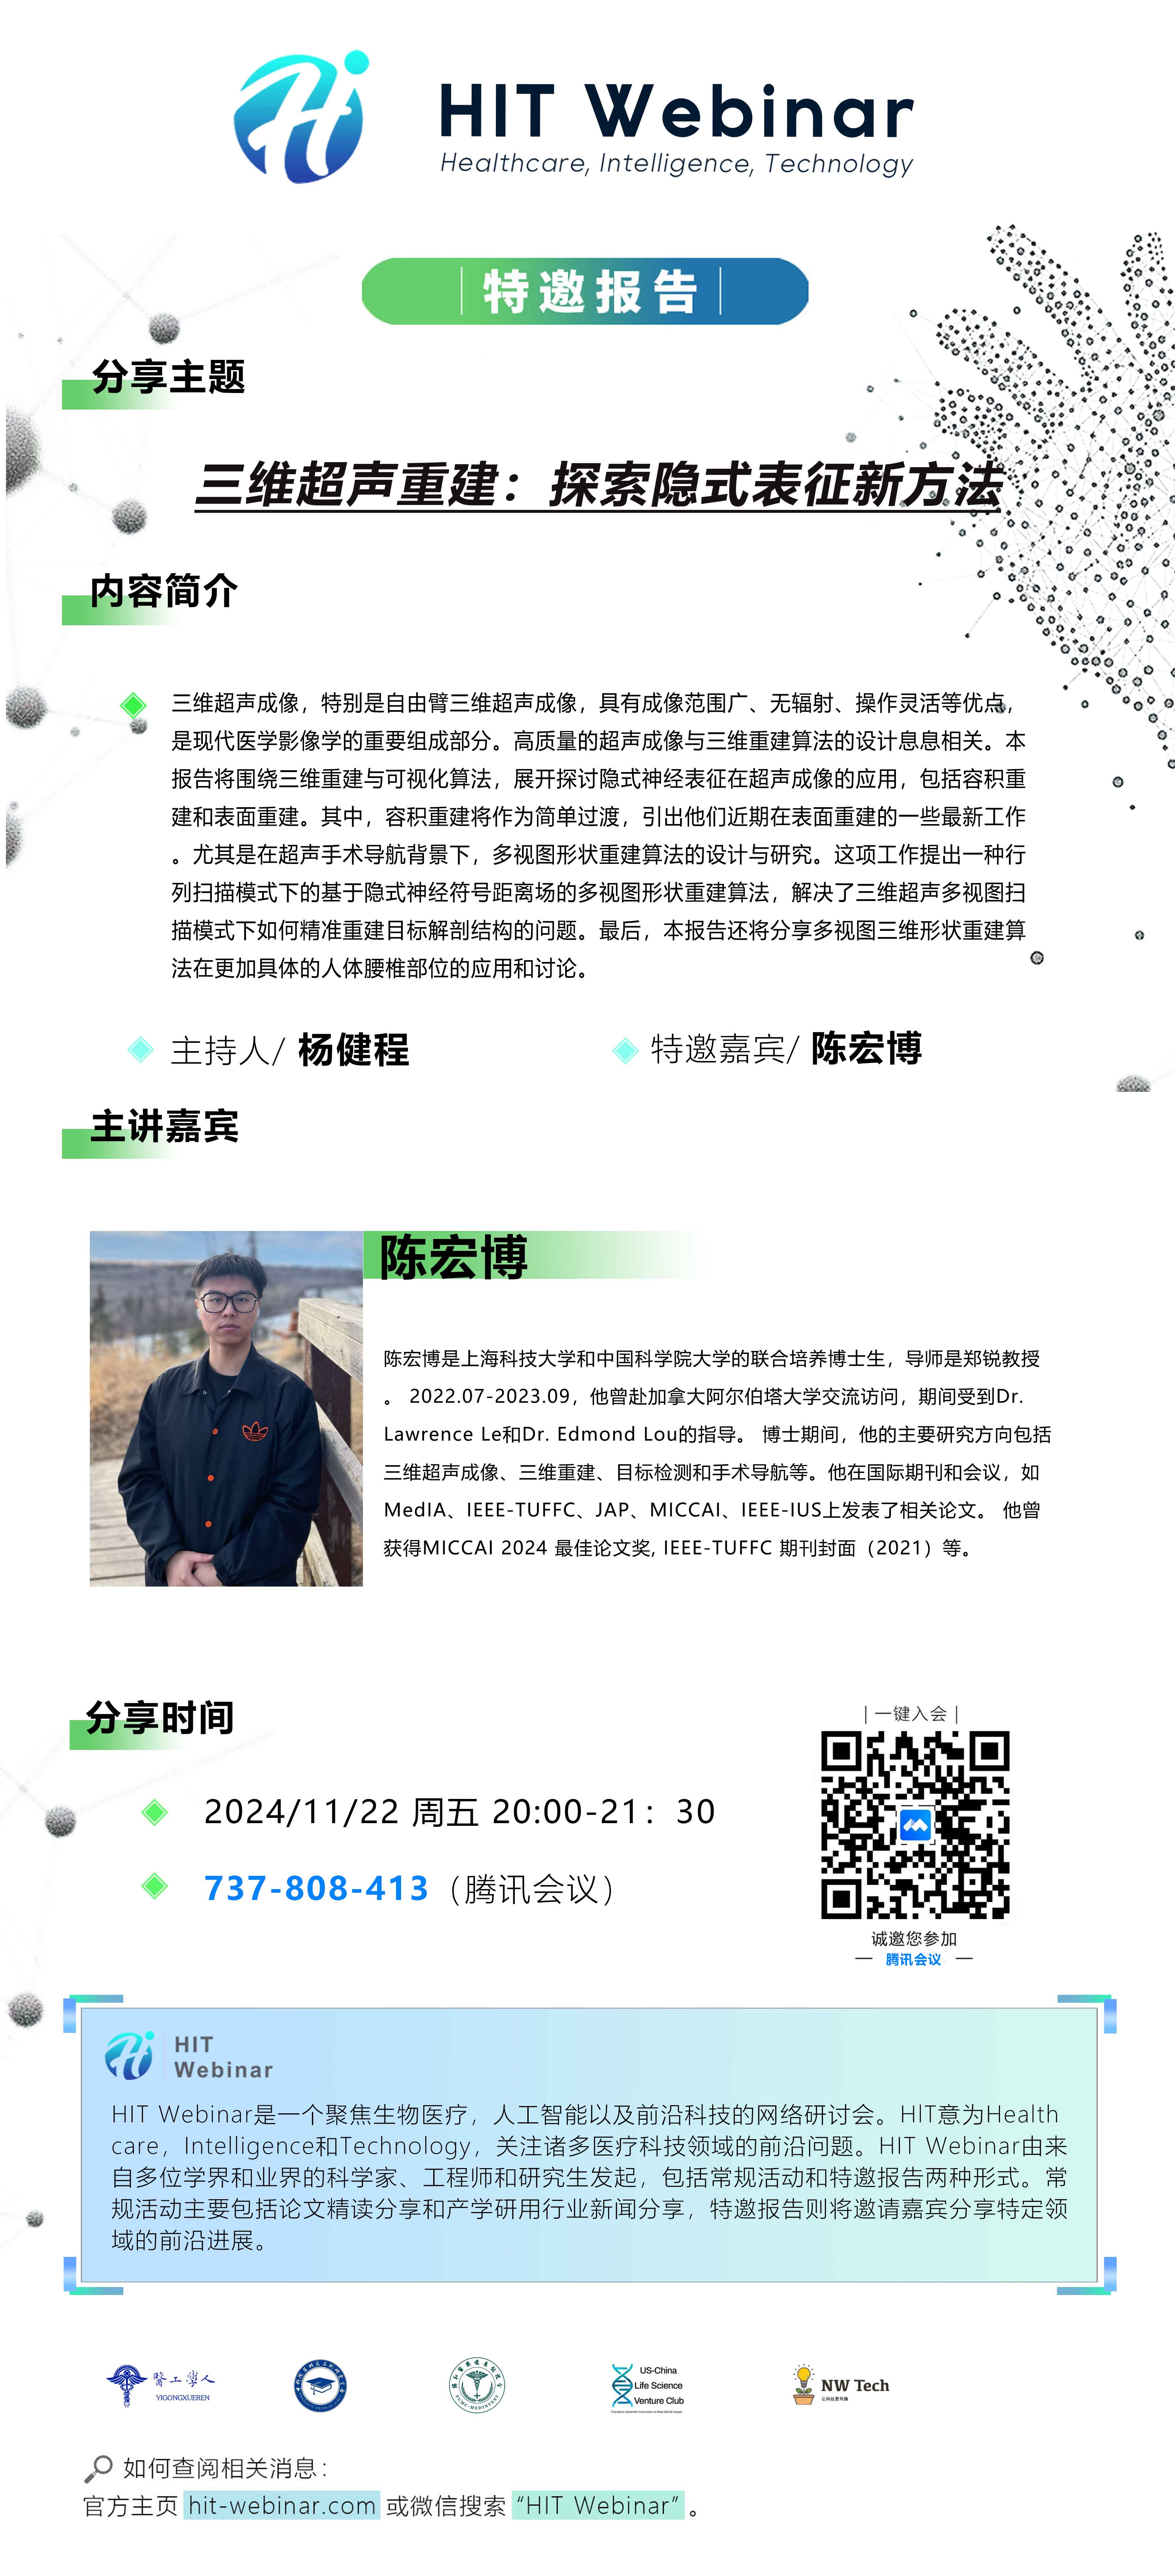 HIT Webinar
Healthcare, Intelligence, Technology
特邀报告
分享主题
三维超声重建：探索隐式表征新方法
内容简介
三维超声成像，特别是自由臂三维超声成像，具有成像范围广、无辐射、操作灵活等优点，
是现代医学影像学的重要组成部分。高质量的超声成像与三维重建算法的设计息息相关。本
报告将围绕三维重建与可视化算法，展开探讨隐式神经表征在超声成像的应用，包括容积重
建和表面重建。其中，容积重建将作为简单过渡，引出他们近期在表面重建的一些最新工作
。尤其是在超声手术导航背景下，多视图形状重建算法的设计与研究。这项工作提出一种行
列扫描模式下的基于隐式神经符号距离场的多视图形状重建算法，解决了三维超声多视图扫
描模式下如何精准重建目标解剖结构的问题。最后，本报告还将分享多视图三维形状重建算
法在更加具体的人体腰椎部位的应用和讨论。
主持人/ 杨健程
特邀嘉宾/ 陈宏博
主讲嘉宾
陈宏博
陈宏博是上海科技大学和中国科学院大学的联合培养博士生，导师是郑锐教授
。 2022.07-2023.09，他曾赴加拿大阿尔伯塔大学交流访问，期间受到Dr.
Lawrence Le和Dr. Edmond Lou的指导。 博士期间，他的主要研究方向包括
三维超声成像、三维重建、目标检测和手术导航等。他在国际期刊和会议，如
MedIA、IEEE-TUFFC、JAP、MICCAI、IEEE-IUS上发表了相关论文。 他曾
获得MICCAI 2024 最佳论文奖, IEEE-TUFFC 期刊封面（2021）等。
分享时间
2024/11/22 周五 20:00-21：30
737-808-413（腾讯会议）
| 一键入会 |
诚邀您参加
腾讯会议
HIT
Webinar
HIT Webinar是一个聚焦生物医疗，人工智能以及前沿科技的网络研讨会。HIT意为Health
care，Intelligence和Technology，关注诸多医疗科技领域的前沿问题。HIT Webinar由来
自多位学界和业界的科学家、工程师和研究生发起，包括常规活动和特邀报告两种形式。常
规活动主要包括论文精读分享和产学研用行业新闻分享，特邀报告则将邀请嘉宾分享特定领
域的前沿进展。
醫工學人
YIGONGXUEREN
US-China
Life Science
Venture Club
NW Tech
让科技更有趣
如何查阅相关消息：
官方主页 hit-webinar.com 或微信搜索 “HIT Webinar” 。